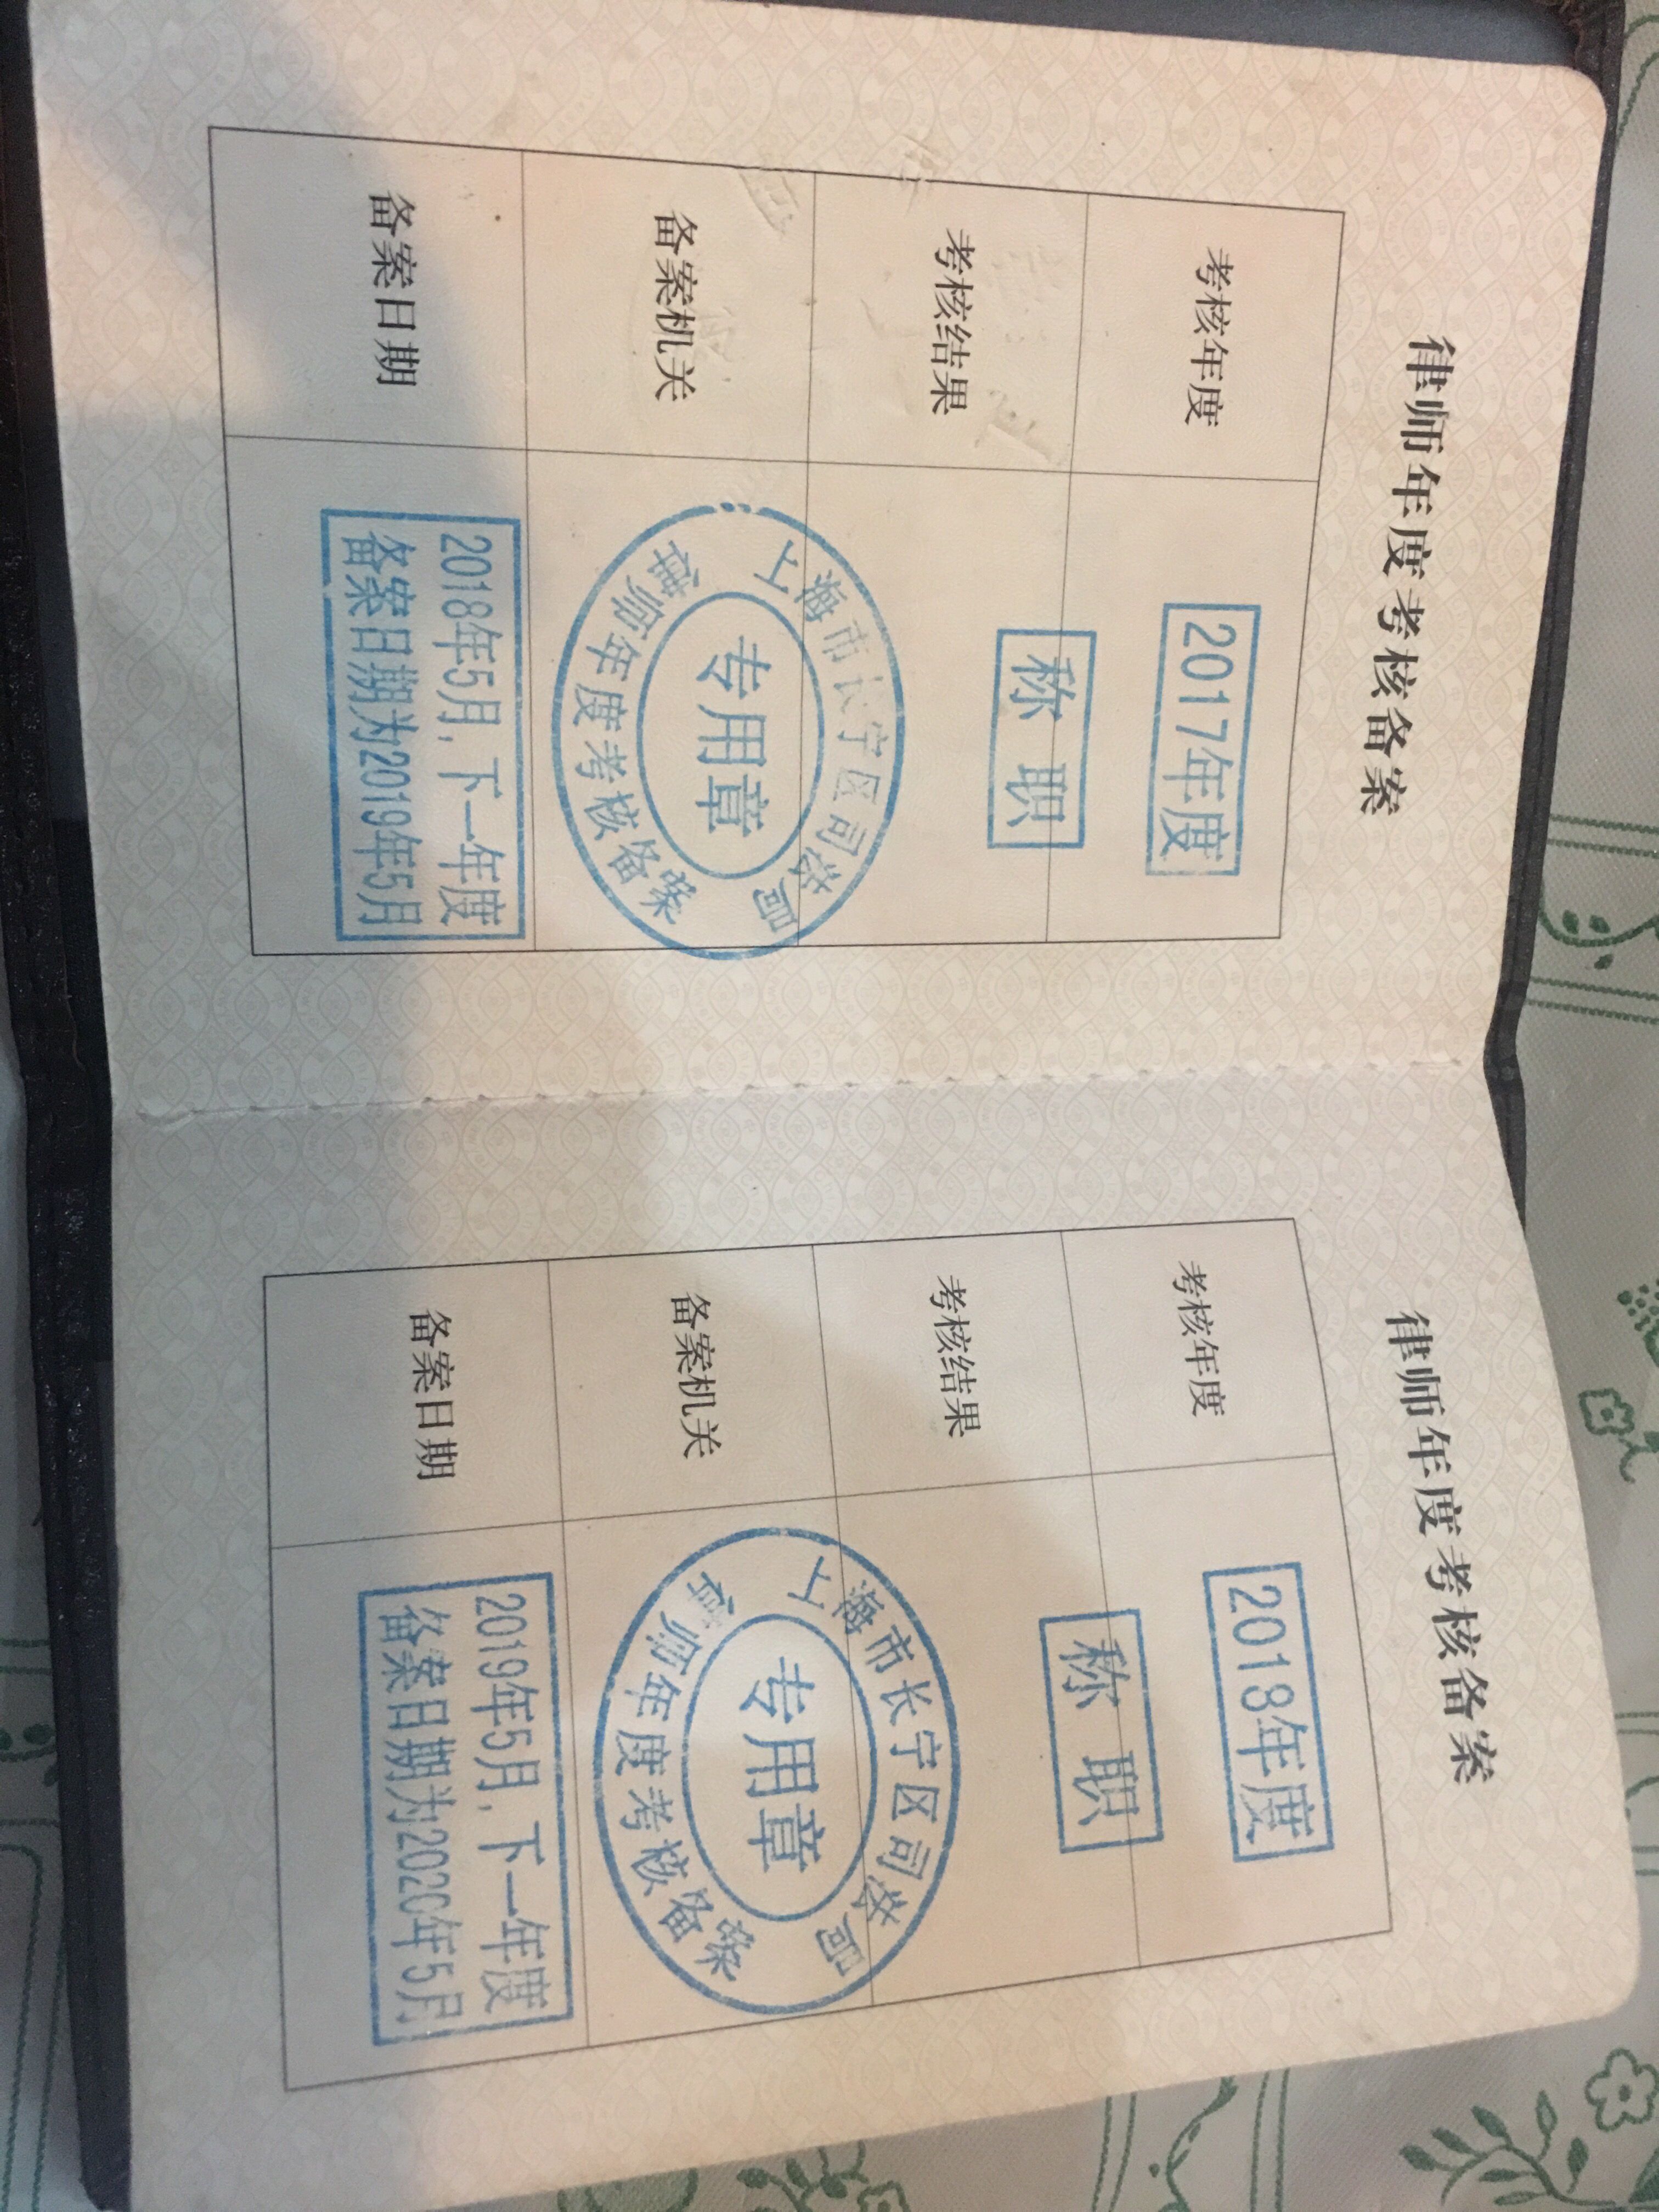 律师年度考核备案
考核年度
2017年度
考核结果
称 职
备案机关
上海市长宁区司法局
专用章
律师年度考核备案
备案日期
2018年5月,下一年度
备案日期为2019年5月
律师年度考核备案
考核年度
2018年度
考核结果
称 职
备案机关
上海市长宁区司法局
专用章
律师年度考核备案
备案日期
2019年5月,下一年度
备案日期为2020年5月